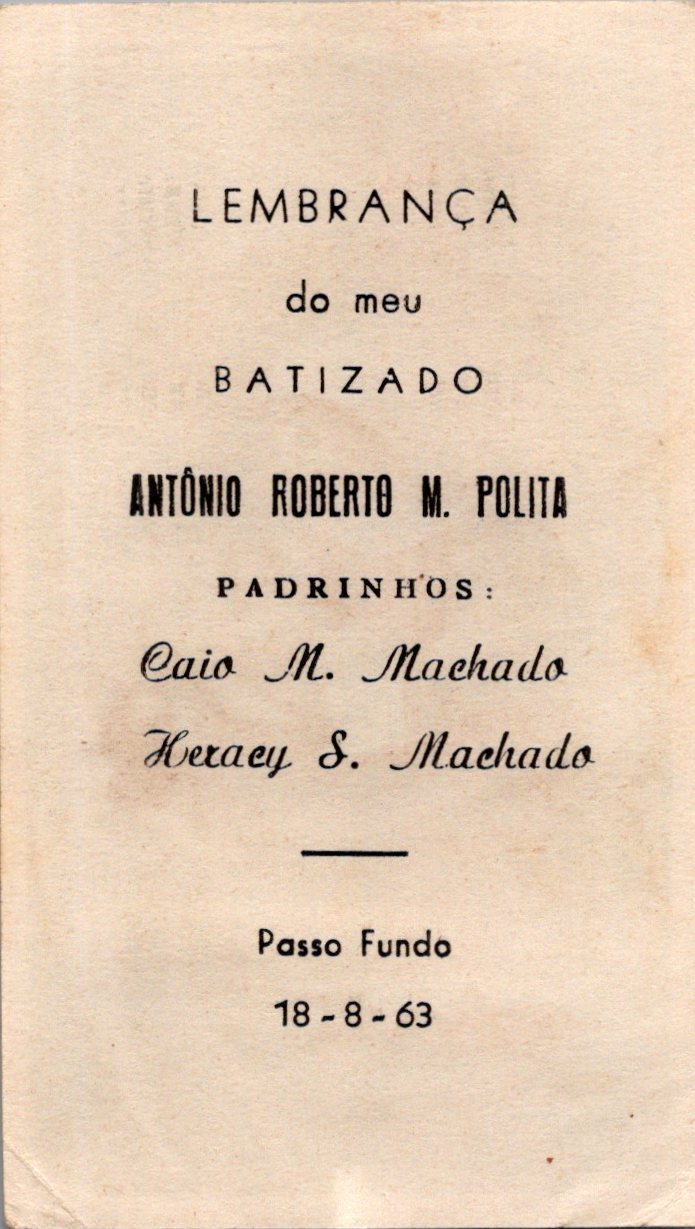 LEMBRANÇA
do meu
BATIZADO
ANTÔNIO ROBERTO M. POLITA
PADRINHOS:
Caio M. Machado
Heracy S. Machado
Passo Fundo
18-8-63